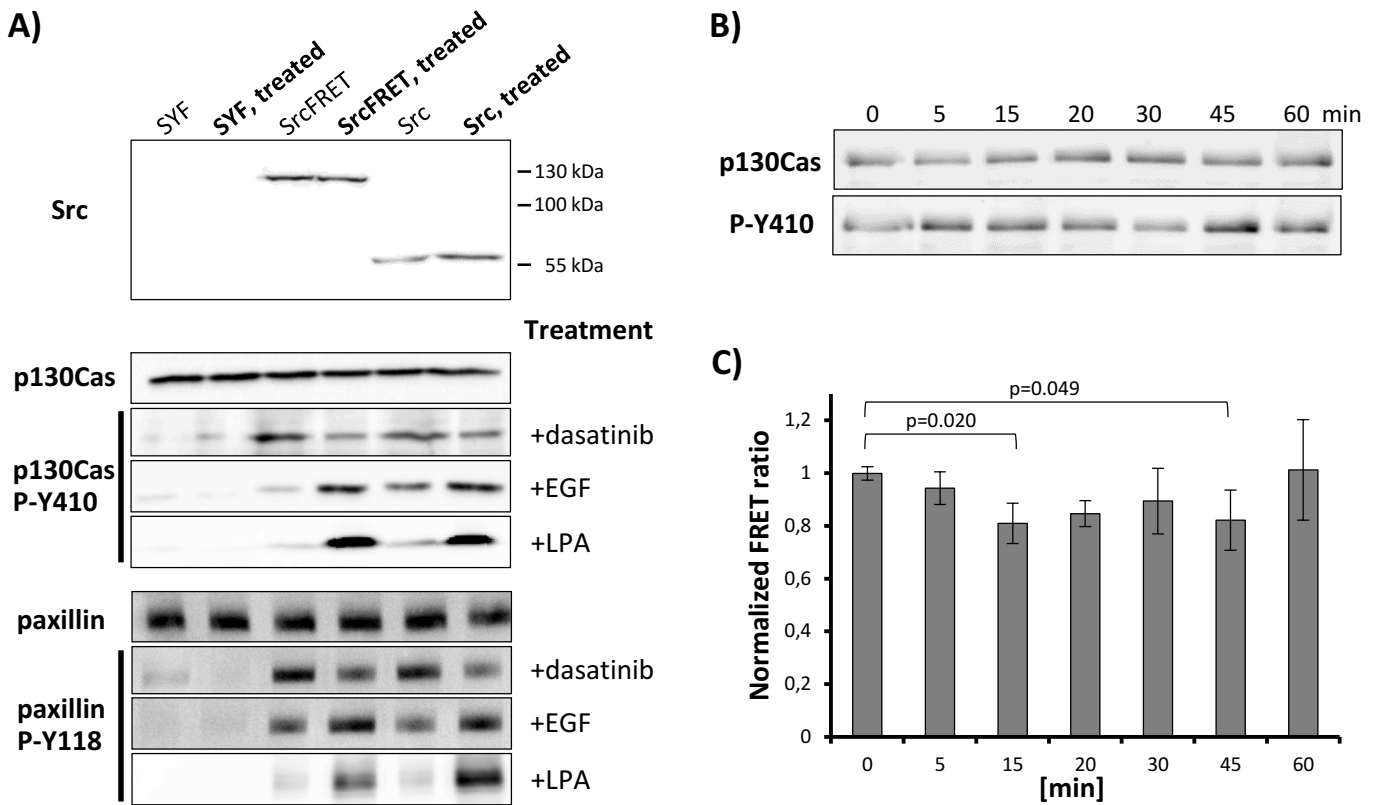 A)
SYF
SYF, treated
SrcFRET
SrcFRET, treated
Src
Src, treated
Src
130 kDa
100 kDa
55 kDa
Treatment
p130Cas
p130Cas
P-Y410
+dasatinib
+EGF
+LPA
paxillin
paxillin
P-Y118
+dasatinib
+EGF
+LPA
B)
0 5 15 20 30 45 60 min
p130Cas
P-Y410
C)
p=0.049
p=0.020
Normalized FRET ratio
1,2
1
0,8
0,6
0,4
0,2
0
0 5 15 20 30 45 60
[min]